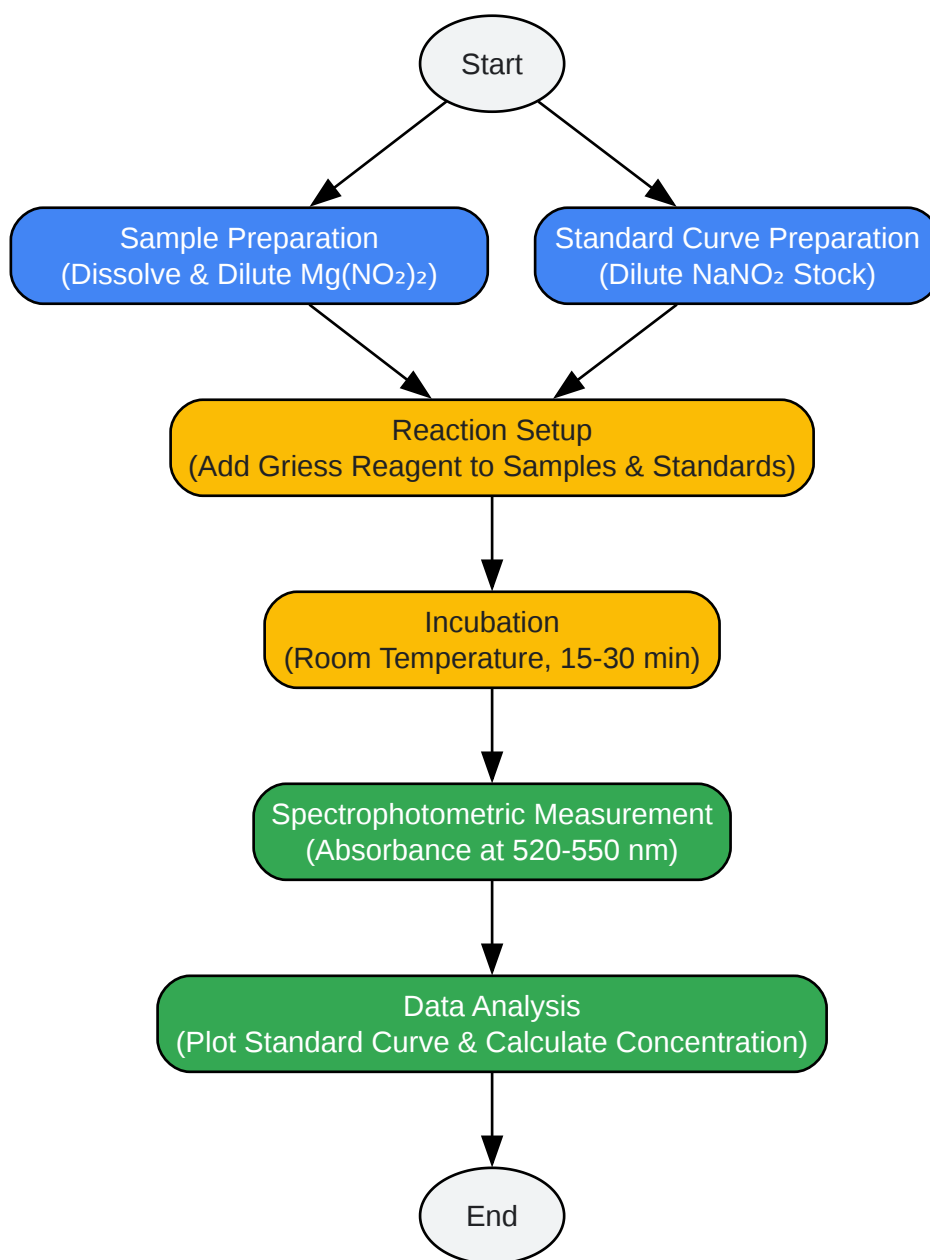 Start
Sample Preparation
(Dissolve & Dilute Mg(NO₂)₂)
Standard Curve Preparation
(Dilute NaNO₂ Stock)
Reaction Setup
(Add Griess Reagent to Samples & Standards)
Incubation
(Room Temperature, 15-30 min)
Spectrophotometric Measurement
(Absorbance at 520-550 nm)
Data Analysis
(Plot Standard Curve & Calculate Concentration)
End